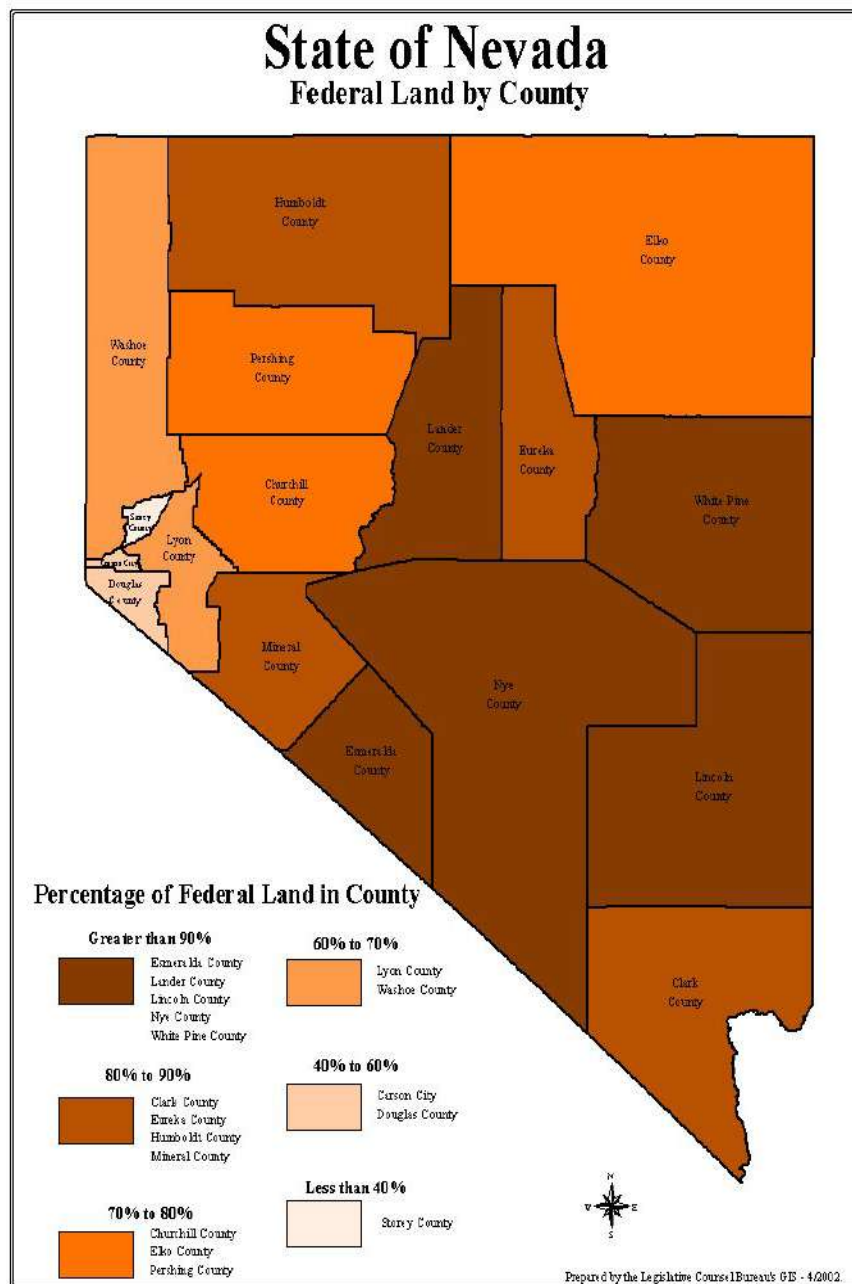 State of Nevada
Federal Land by County
Humboldt
County
Elko
County
Washoe
County
Pershing
County
Lander
County
Eureka
County
White Pine
County
Churchill
County
Storey
County
Lyon
County
Carson City
Douglas
County
Mineral
County
Nye
County
Esmeralda
County
Lincoln
County
Clark
County
Percentage of Federal Land in County
Greater than 90%
Esmeralda County
Lander County
Lincoln County
Nye County
White Pine County
80% to 90%
Clark County
Eureka County
Humboldt County
Mineral County
70% to 80%
Churchill County
Elko County
Pershing County
60% to 70%
Lyon County
Washoe County
40% to 60%
Carson City
Douglas County
Less than 40%
Storey County
N
W E
S
Prepared by the Legislative Counsel Bureau's GIS - 4/2002